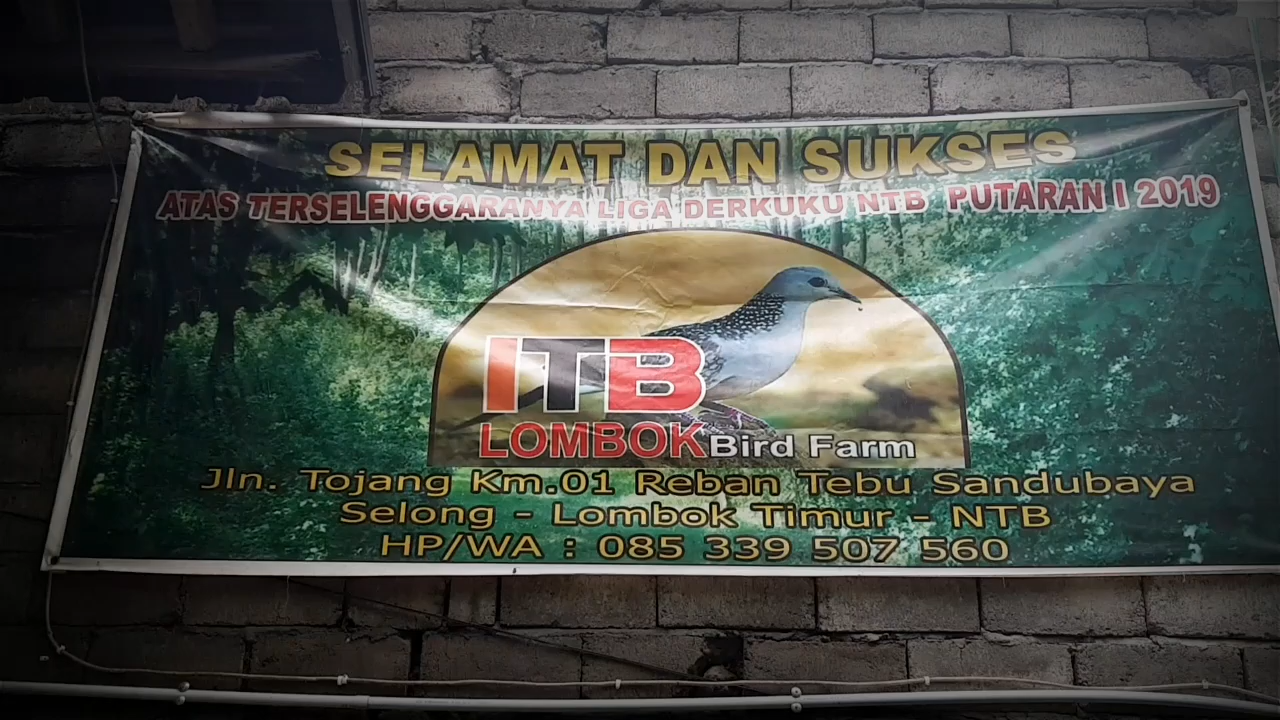 SELAMAT DAN SUKSES
ATAS TERSELENGGARANYA LIGA DERKUKU NTB PUTARAN I 2019
ITB
LOMBOK Bird Farm
Jln. Tojang Km.01 Reban Tebu Sandubaya
Selong - Lombok Timur - NTB
HP/WA : 085 339 507 560